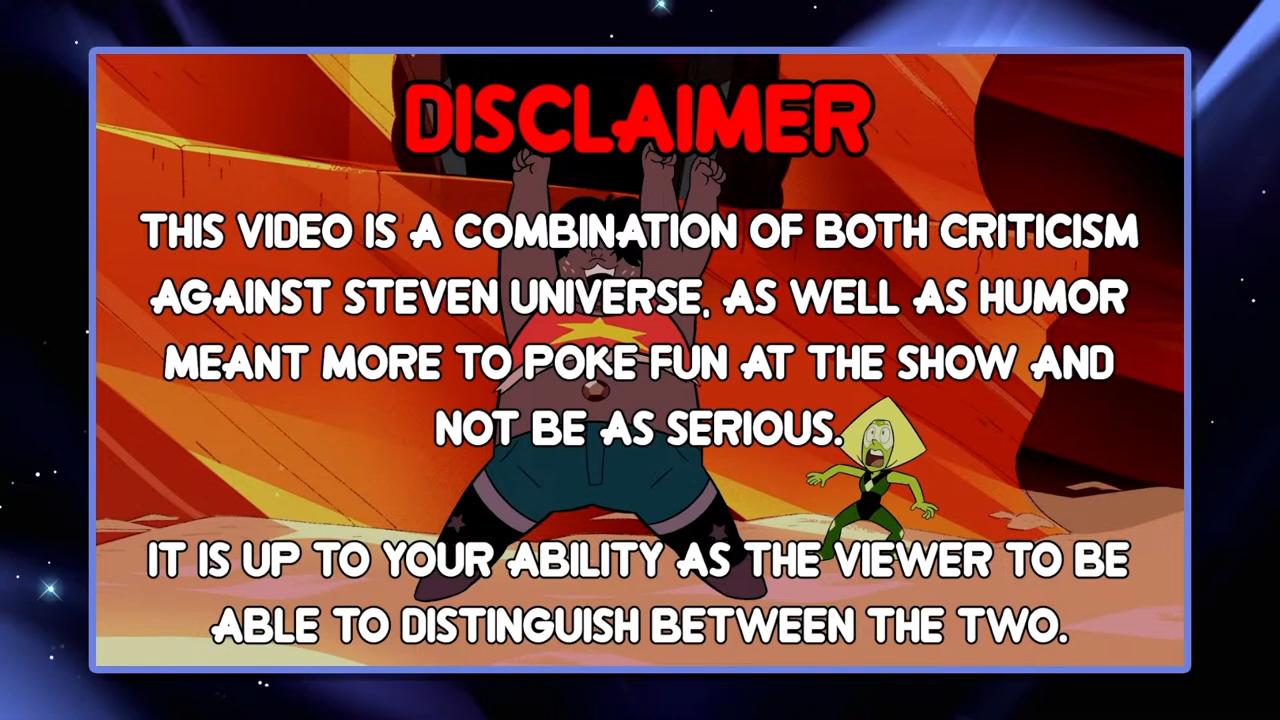 DISCLAIMER
THIS VIDEO IS A COMBINATION OF BOTH CRITICISM
AGAINST STEVEN UNIVERSE, AS WELL AS HUMOR
MEANT MORE TO POKE FUN AT THE SHOW AND
NOT BE AS SERIOUS.
IT IS UP TO YOUR ABILITY AS THE VIEWER TO BE
ABLE TO DISTINGUISH BETWEEN THE TWO.